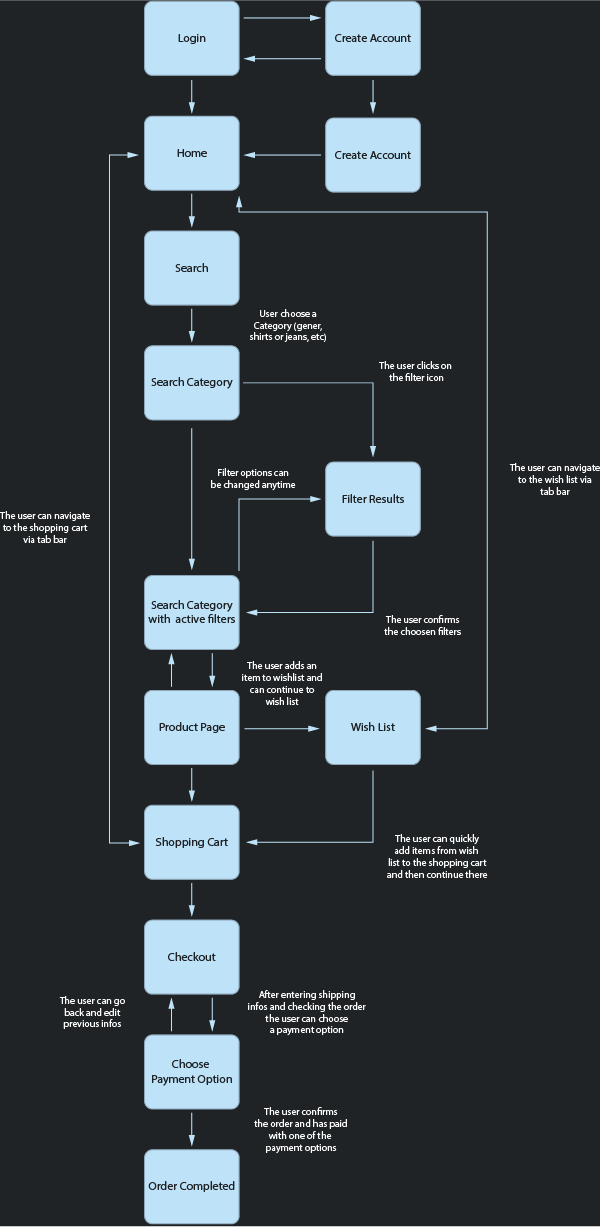 Login
Create Account
Home
Create Account
Search
User choose a
Category (gener,
shirts or jeans, etc)
Search Category
The user clicks on
the filter icon
Filter options can
be changed anytime
Filter Results
The user can navigate
to the wish list via
tab bar
The user can navigate
to the shopping cart
via tab bar
Search Category
with active filters
The user confirms
the choosen filters
The user adds an
item to wishlist and
can continue to
wish list
Product Page
Wish List
Shopping Cart
The user can quickly
add items from wish
list to the shopping cart
and then continue there
Checkout
The user can go
back and edit
previous infos
After entering shipping
infos and checking the order
the user can choose
a payment option
Choose
Payment Option
The user confirms
the order and has paid
with one of the
payment options
Order Completed